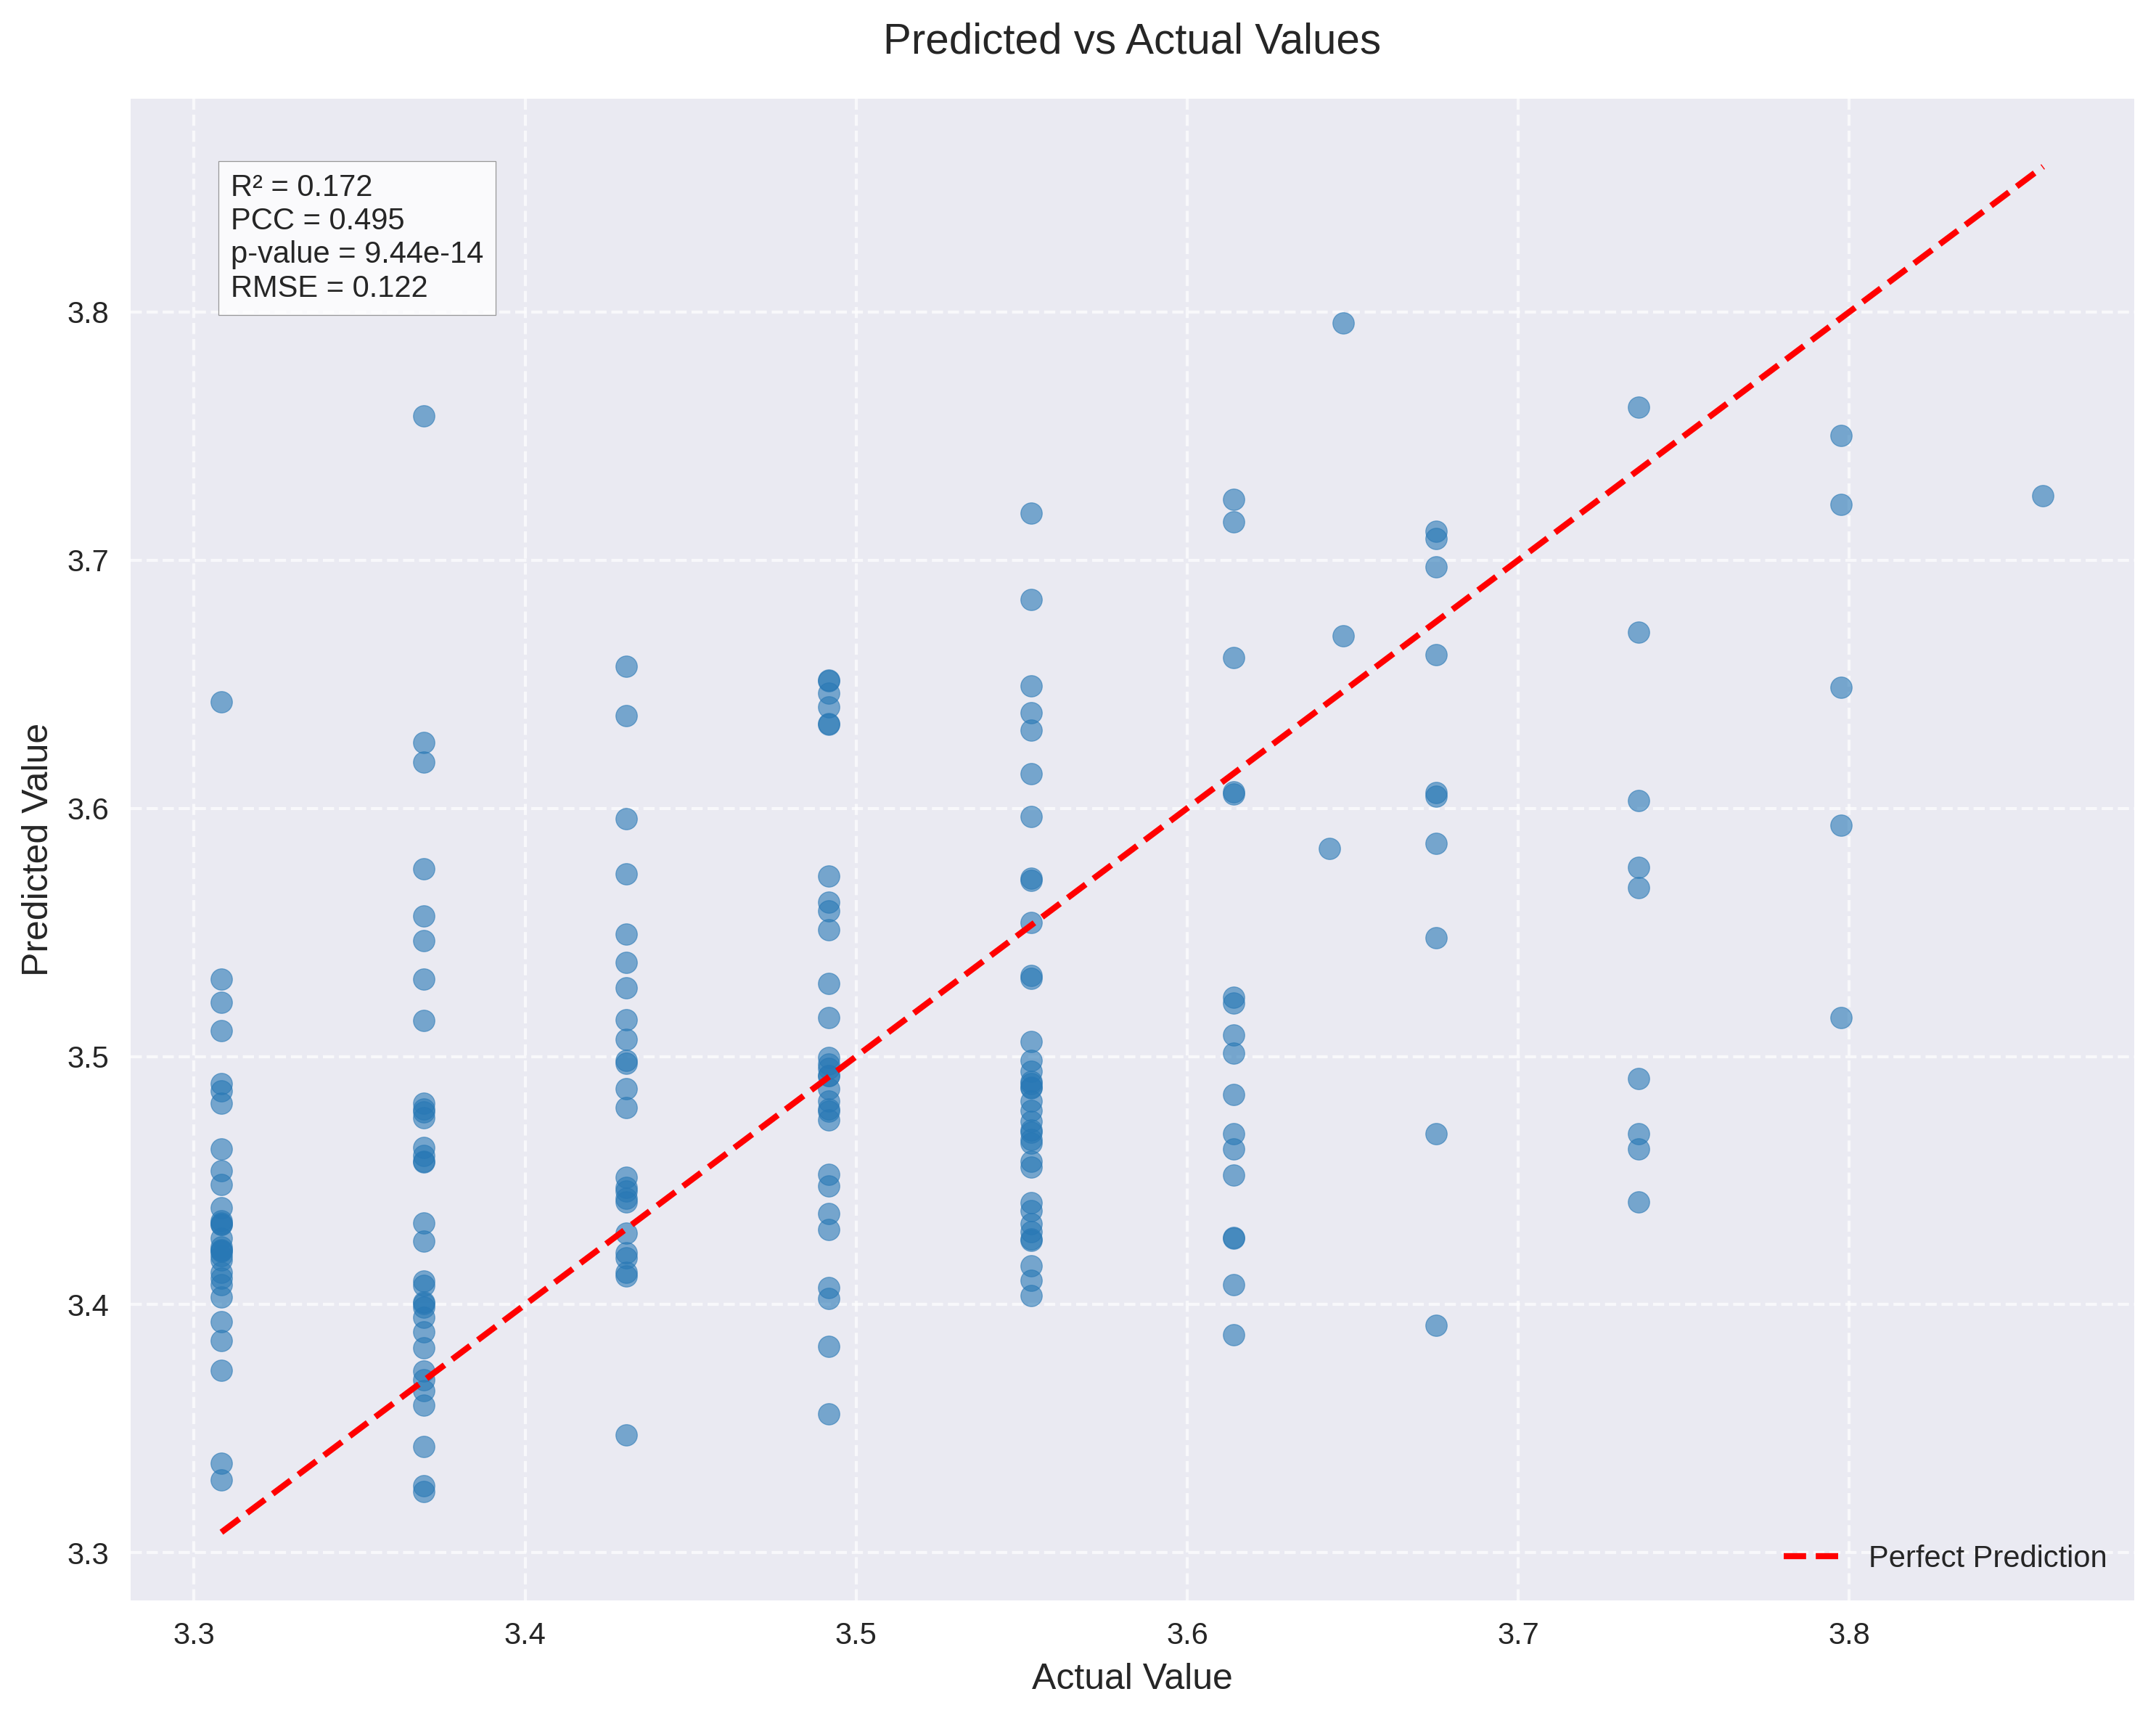 Predicted vs Actual Values
R² = 0.172
PCC = 0.495
p-value = 9.44e-14
RMSE = 0.122
3.8
3.7
3.6
3.5
3.4
3.3
Predicted Value
Perfect Prediction
3.3 3.4 3.5 3.6 3.7 3.8
Actual Value